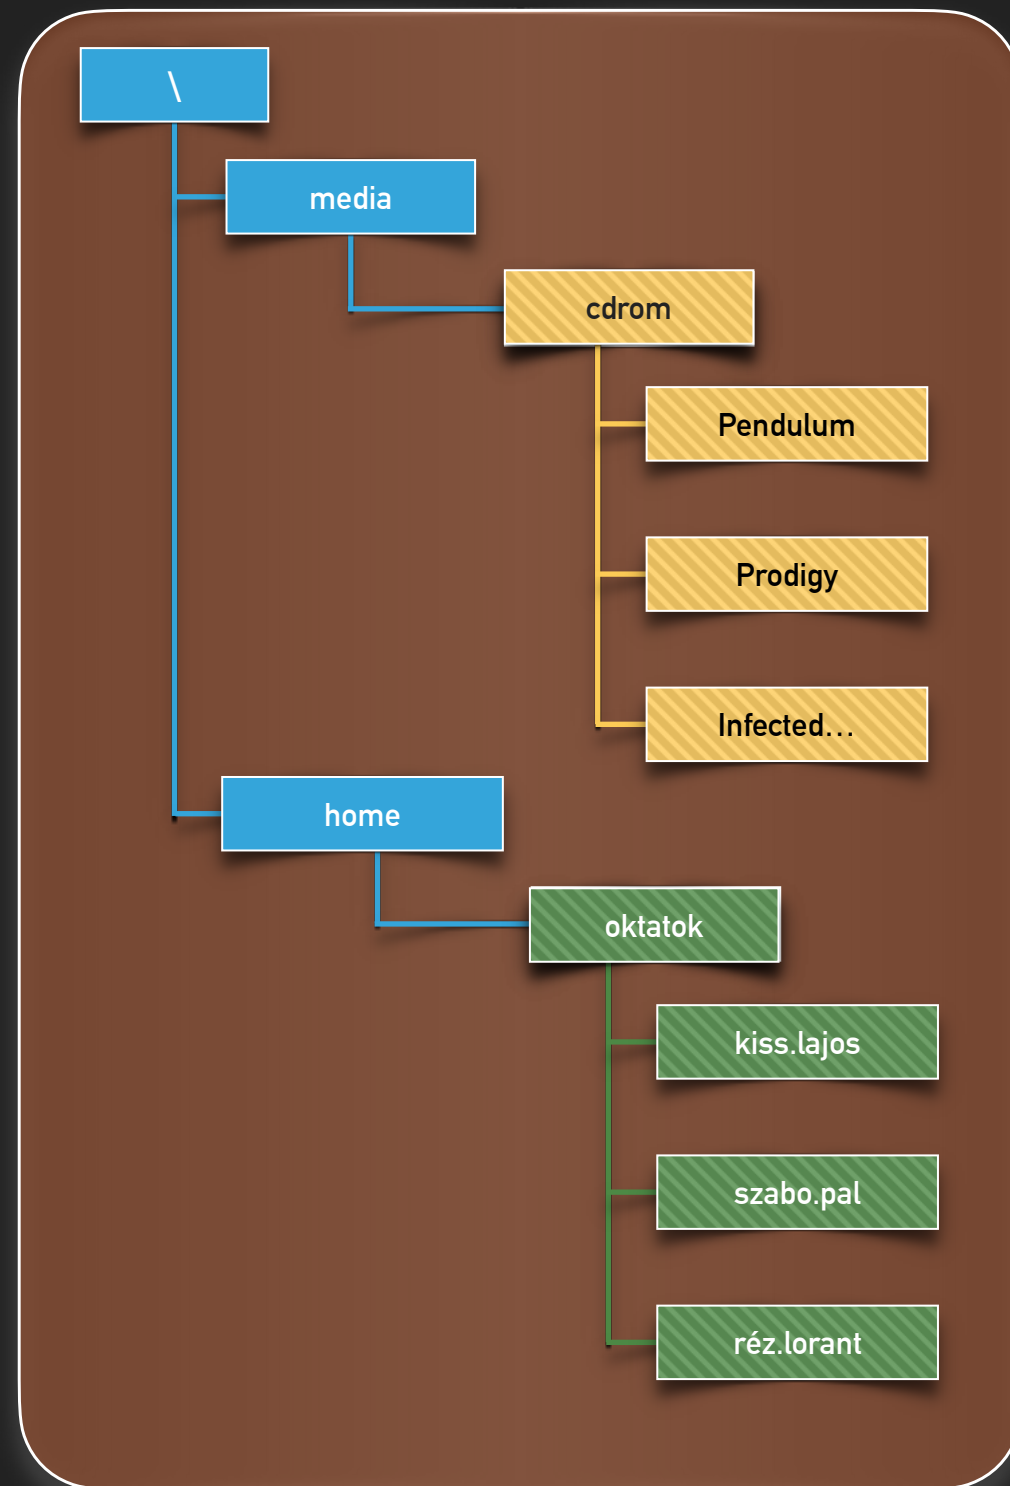 \
media
cdrom
Pendulum
Prodigy
Infected…
home
oktatok
kiss.lajos
szabo.pal
réz.lorant